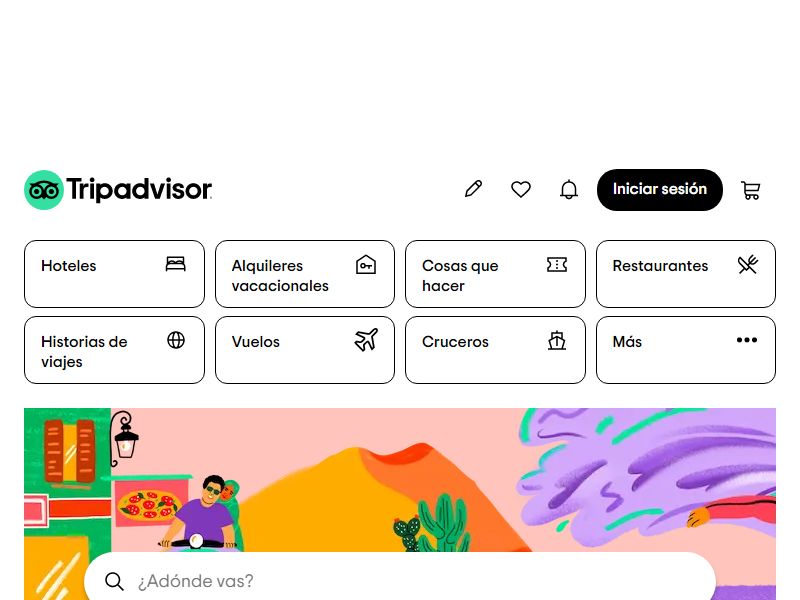 Tripadvisor
Iniciar sesión
Hoteles
Alquileres
vacacionales
Cosas que
hacer
Restaurantes
Historias de
viajes
Vuelos
Cruceros
Más
¿Adónde vas?